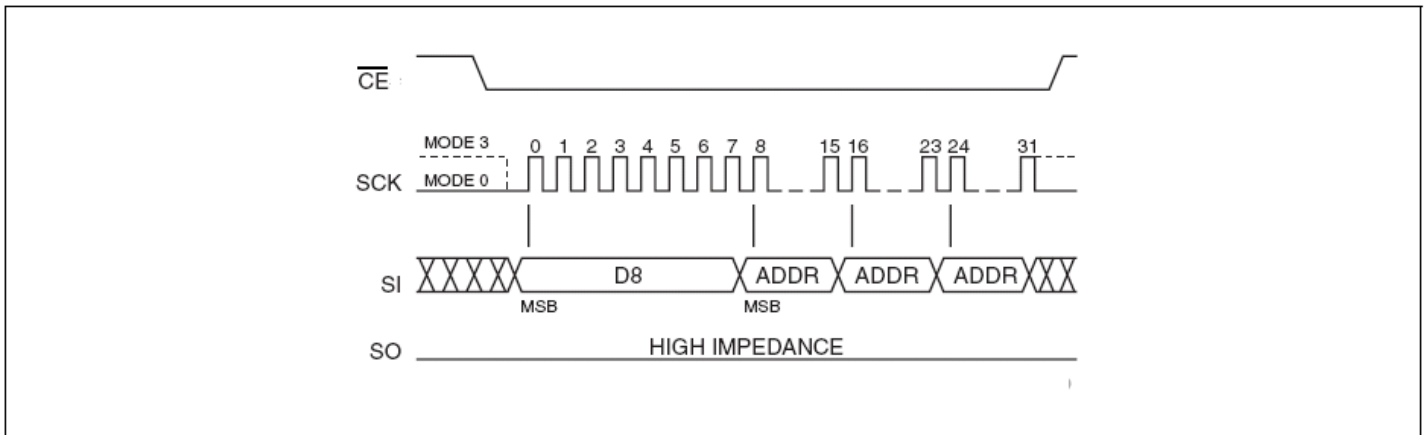 CE
MODE 3
0 1 2 3 4 5 6 7 8 15 16 23 24 31
SCK MODE 0
SI D8 ADDR ADDR ADDR
MSB MSB
SO HIGH IMPEDANCE